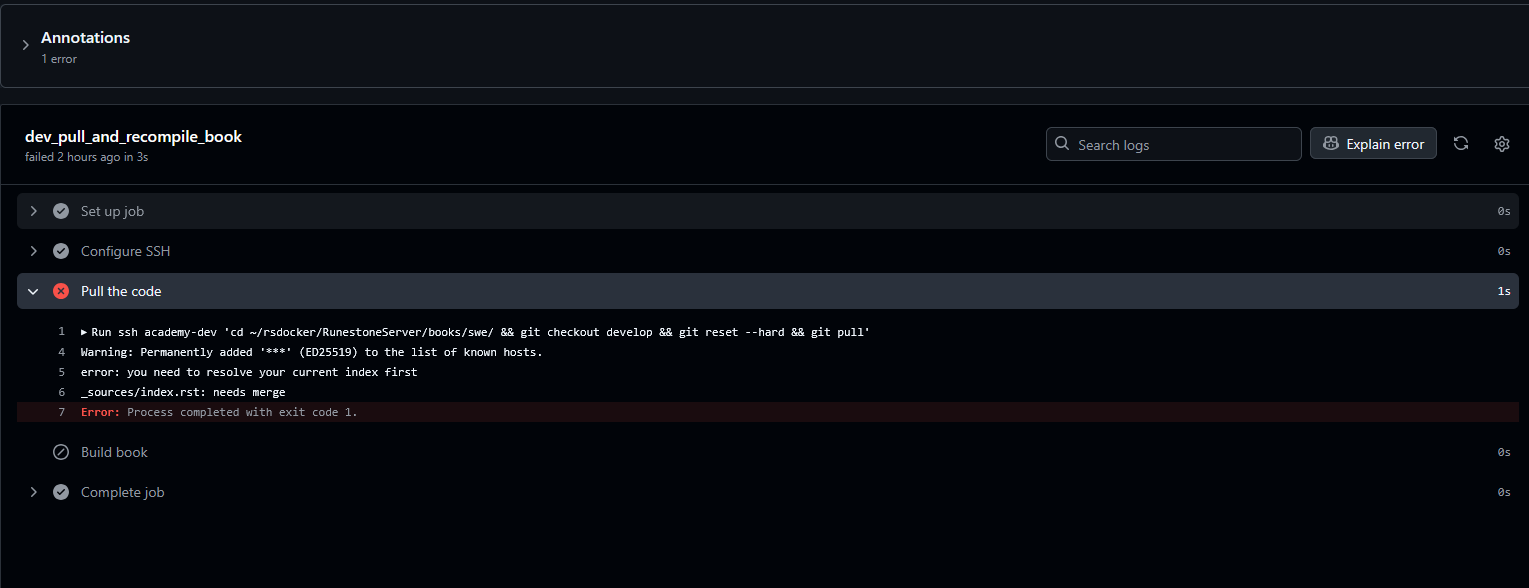 Annotations
1 error
dev_pull_and_recompile_book
failed 2 hours ago in 3s
Search logs
Explain error
Set up job
0s
Configure SSH
0s
Pull the code
1s
1 Run ssh academy-dev 'cd ~/rsdocker/RunestoneServer/books/swe/ && git checkout develop && git reset --hard && git pull'
4 Warning: Permanently added '***' (ED25519) to the list of known hosts.
5 error: you need to resolve your current index first
6 _sources/index.rst: needs merge
7 Error: Process completed with exit code 1.
Build book
0s
Complete job
0s